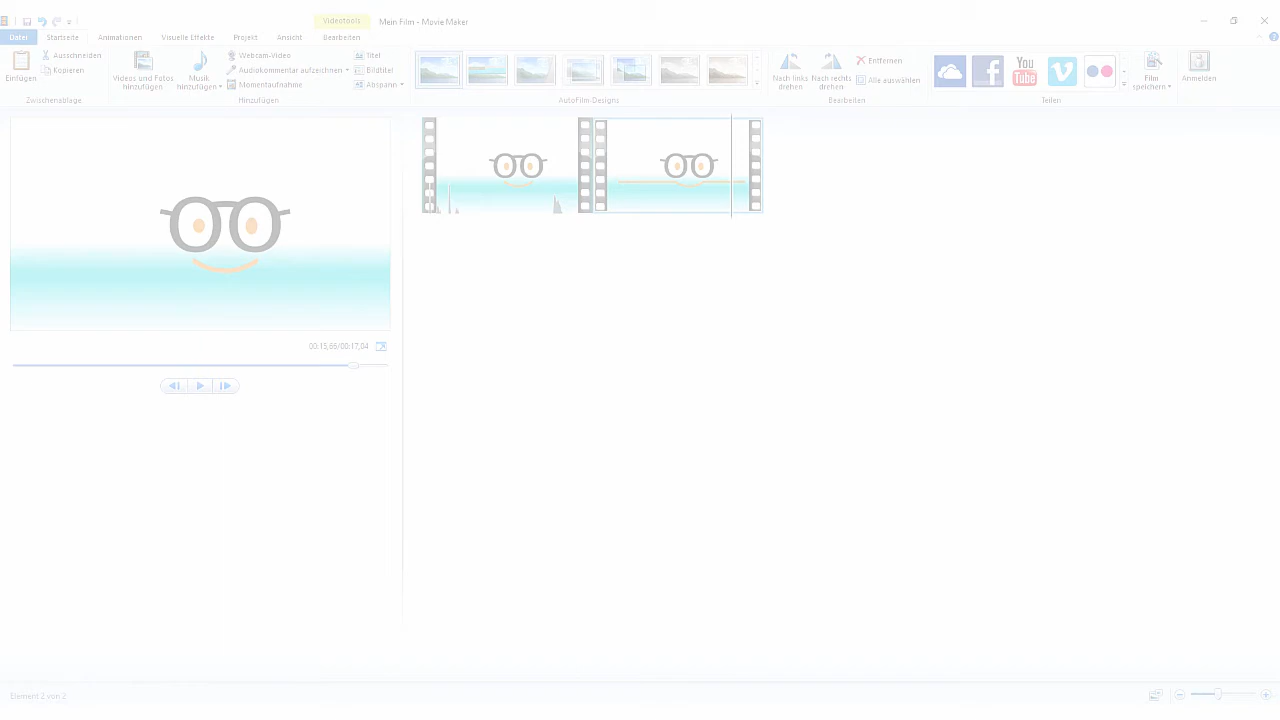 Videotools
Mein Film - Movie Maker
Datei Startseite Animationen Visuelle Effekte Projekt Ansicht Bearbeiten
Einfügen
Ausschneiden
Kopieren
Zwischenablage
Videos und Fotos
hinzufügen
Musik
hinzufügen
Webcam-Video
Audiokommentar aufzeichnen
Momentaufnahme
Titel
Bildtitel
Abspann
Hinzufügen
AutoFilm-Designs
Nach links
drehen
Nach rechts
drehen
Entfernen
Alle auswählen
Bearbeiten
You
Tube
Teilen
Film
speichern
Anmelden
00:15,66/00:17,04
Element 2 von 2